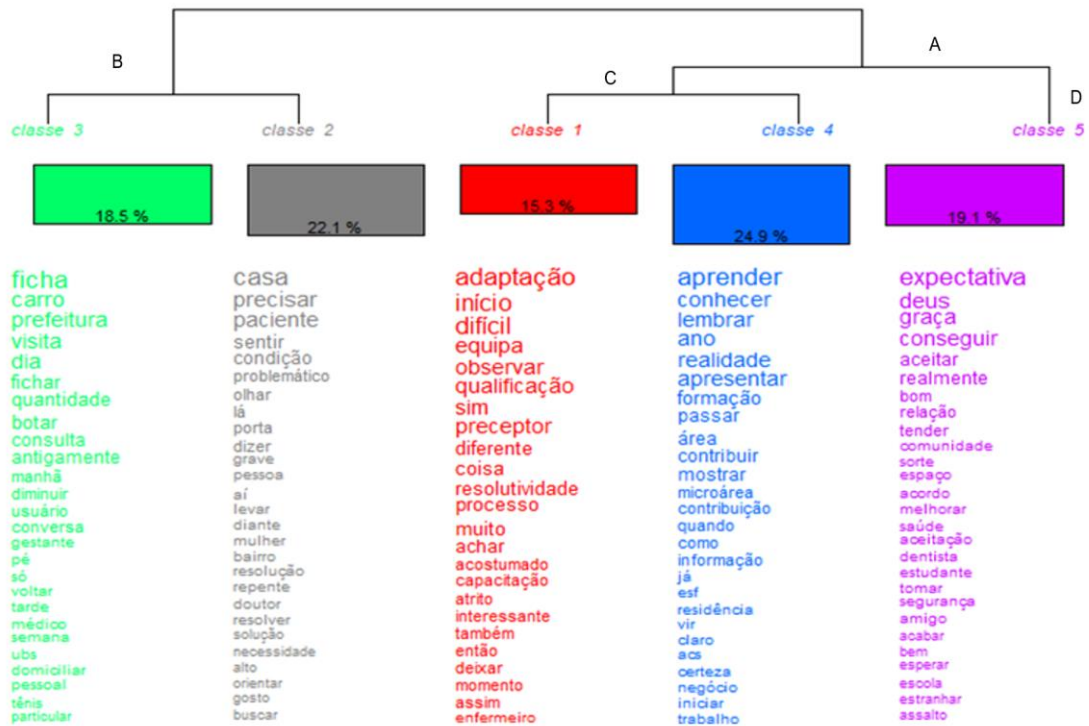 A
B
C
D
classe 3
classe 2
classe 1
classe 4
classe 5
18.5 %
22.1 %
15.3 %
24.9 %
19.1 %
ficha
carro
prefeitura
visita
dia
fichar
quantidade
botar
consulta
antigamente
manhã
diminuir
usuário
conversa
gestante
pé
só
voltar
tarde
médico
semana
ubs
domiciliar
pessoal
tênis
particular
casa
precisar
paciente
sentir
condição
problemático
olhar
lá
porta
dizer
grave
pessoa
aí
levar
diante
mulher
bairro
resolução
repente
doutor
resolver
solução
necessidade
alto
orientar
gosto
buscar
adaptação
início
difícil
equipa
observar
qualificação
sim
preceptor
diferente
coisa
resolutividade
processo
muito
achar
acostumado
capacitação
atrito
interessante
também
então
deixar
momento
assim
enfermeiro
aprender
conhecer
lembrar
ano
realidade
apresentar
formação
passar
área
contribuir
mostrar
microárea
contribuição
quando
como
informação
já
esf
residência
vir
claro
acs
certeza
negócio
iniciar
trabalho
expectativa
deus
graça
conseguir
aceitar
realmente
bom
relação
tender
comunidade
sorte
espaço
acordo
melhorar
saúde
aceitação
dentista
estudante
tomar
segurança
amigo
acabar
bem
esperar
escola
estranhar
assalto